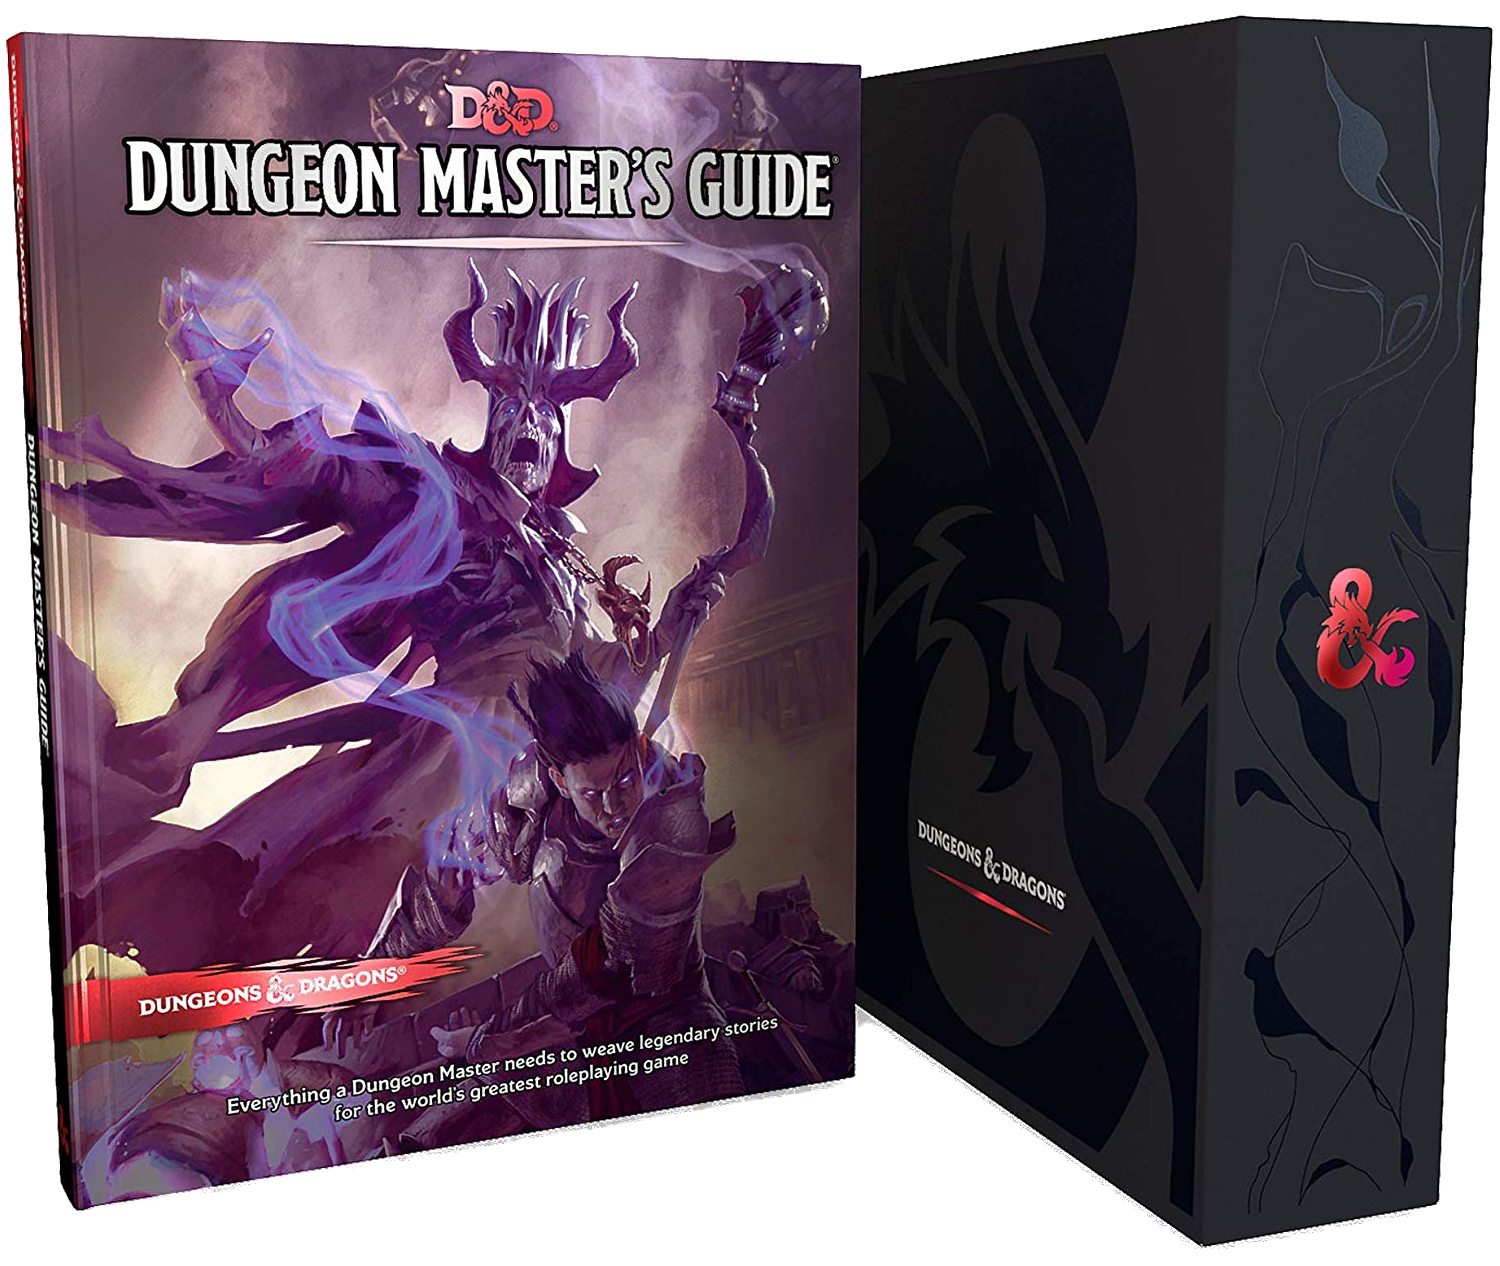 D&D®
DUNGEON MASTER'S GUIDE®
DUNGEONS & DRAGONS®
Everything a Dungeon Master needs to weave legendary stories
for the world's greatest roleplaying game
DUNGEONS & DRAGONS®
DUNGEON MASTER'S GUIDE®
DUNGEONS & DRAGONS®
&